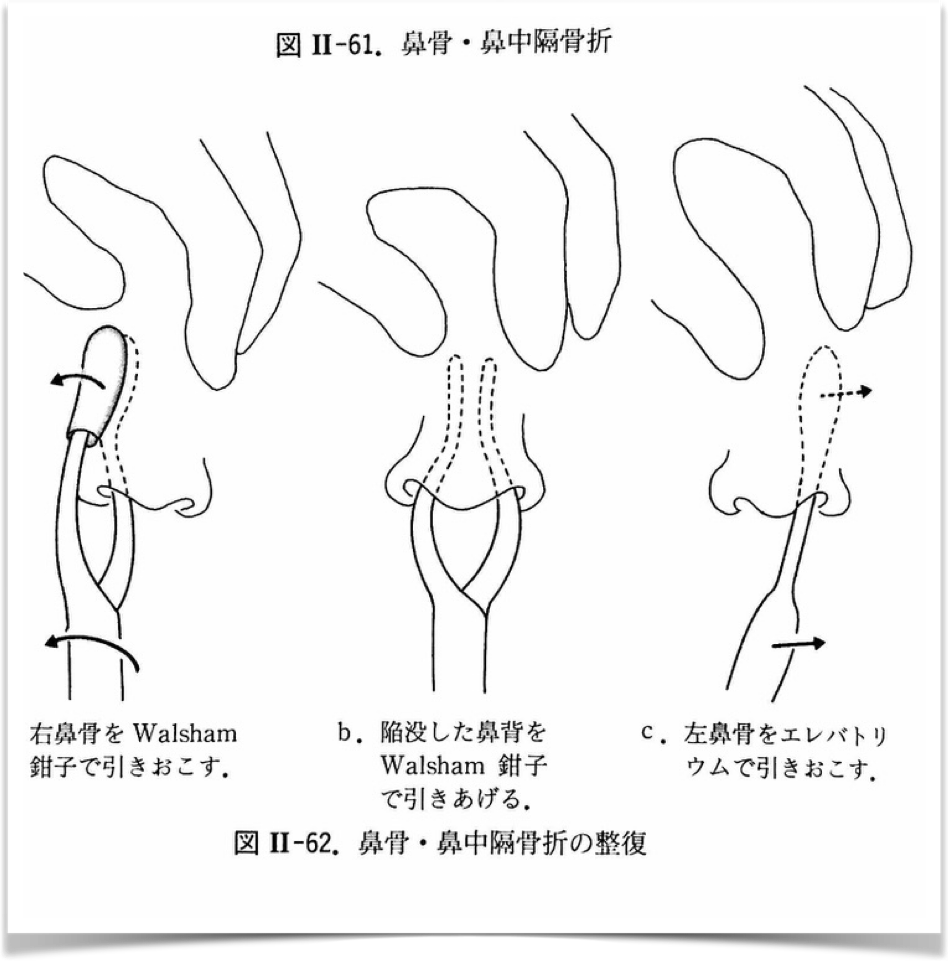 図 II-61. 鼻骨・鼻中隔骨折
右鼻骨を Walsham
鉗子で引きおこす.
b. 陥没した鼻背を
Walsham 鉗子
で引きあげる.
c. 左鼻骨をエレバトリ
ウムで引きおこす.
図 II-62. 鼻骨・鼻中隔骨折の整復